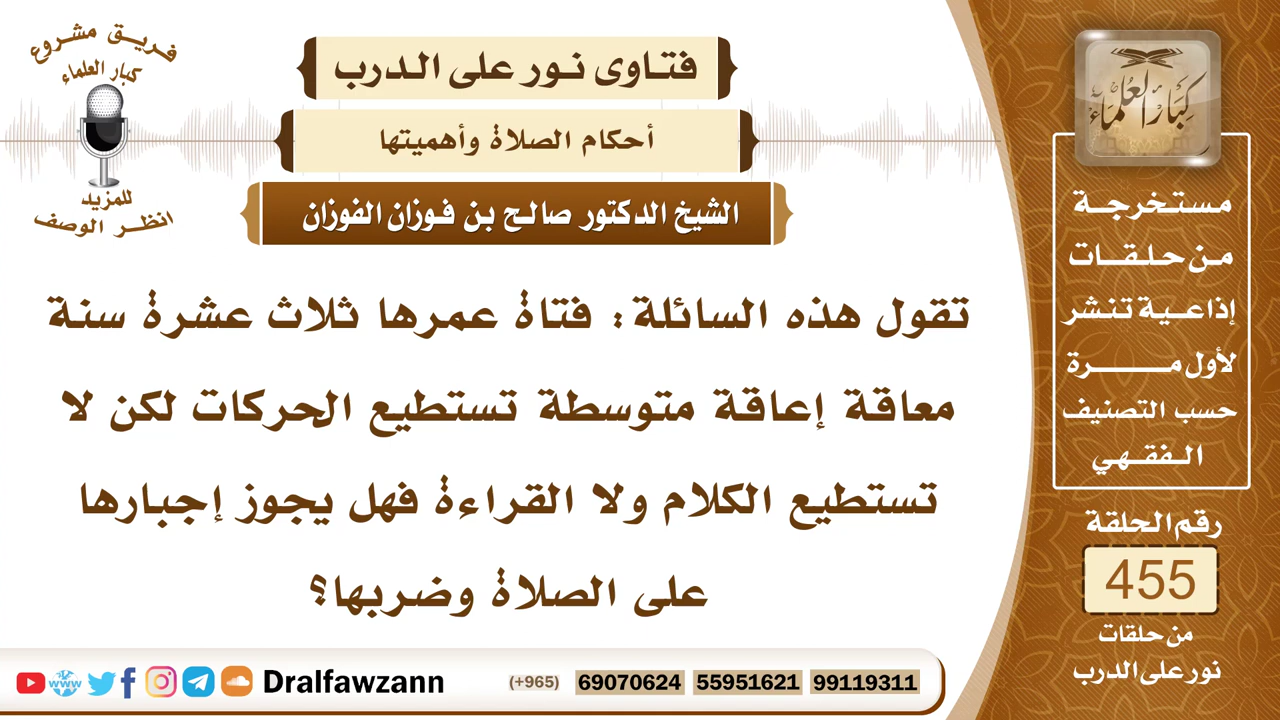 فريق مشروع
كبار العلماء
للمزيد
انظر الوصف
فتاوى نور على الدرب
أحكام الصلاة وأهميتها
الشيخ الدكتور صالح بن فوزان الفوزان
تقول هذه السائلة: فتاة عمرها ثلاث عشرة سنة
معاقة إعاقة متوسطة تستطيع الحركات لكن لا
تستطيع الكلام ولا القراءة فهل يجوز إجبارها
على الصلاة وضربها؟
كبار العلماء
مستخرجة
من حلقات
إذاعية تنشر
لأول مرة
حسب التصنيف
الفقهي
رقم الحلقة
455
من حلقات
نور على الدرب
www
Dralfawzann
(+965) 69070624 55951621 99119311